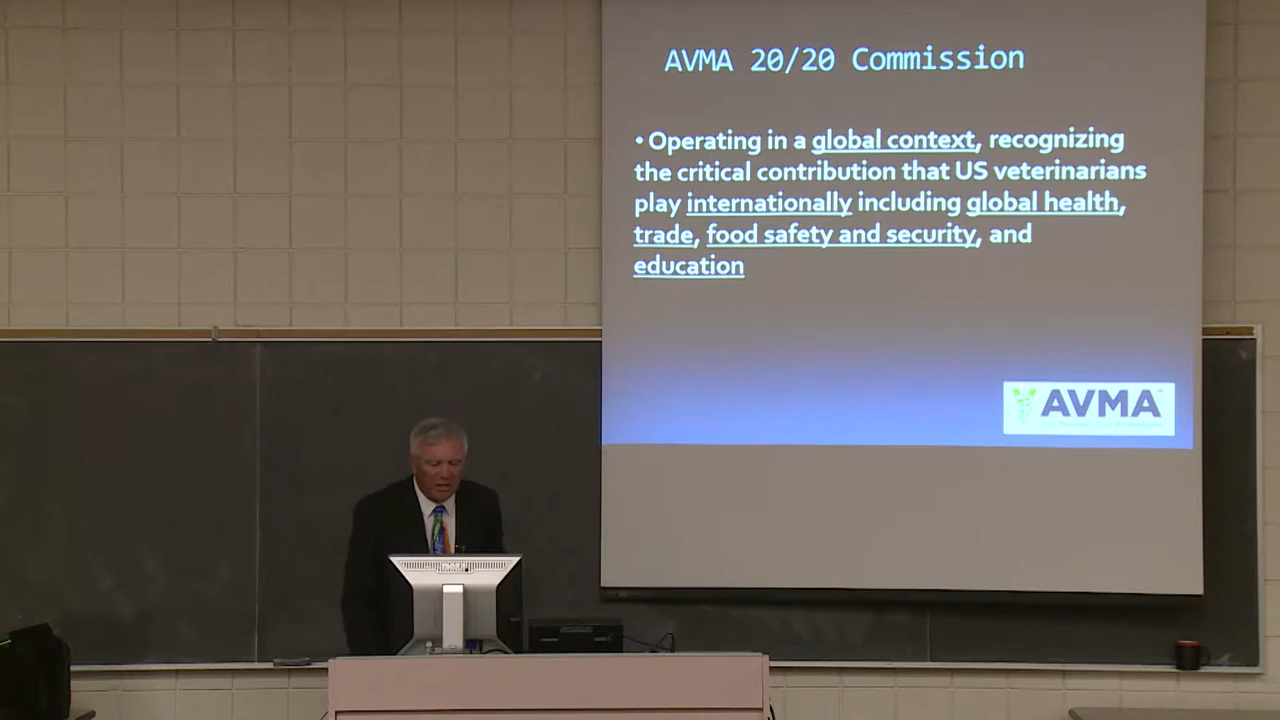 AVMA 20/20 Commission
• Operating in a global context, recognizing
the critical contribution that US veterinarians
play internationally including global health,
trade, food safety and security, and
education
AVMA